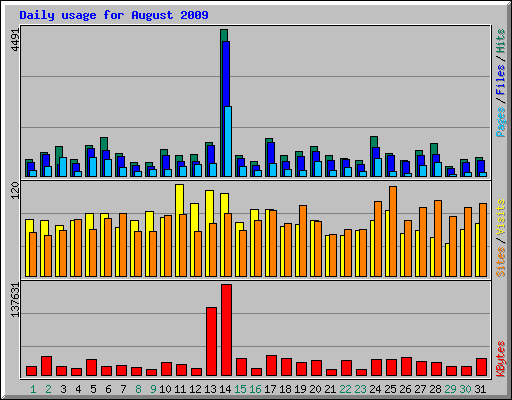 Daily usage for August 2009
4491
Pages / Files / Hits
120
Sites / Visits
137631
KBytes
1 2 3 4 5 6 7 8 9 10 11 12 13 14 15 16 17 18 19 20 21 22 23 24 25 26 27 28 29 30 31